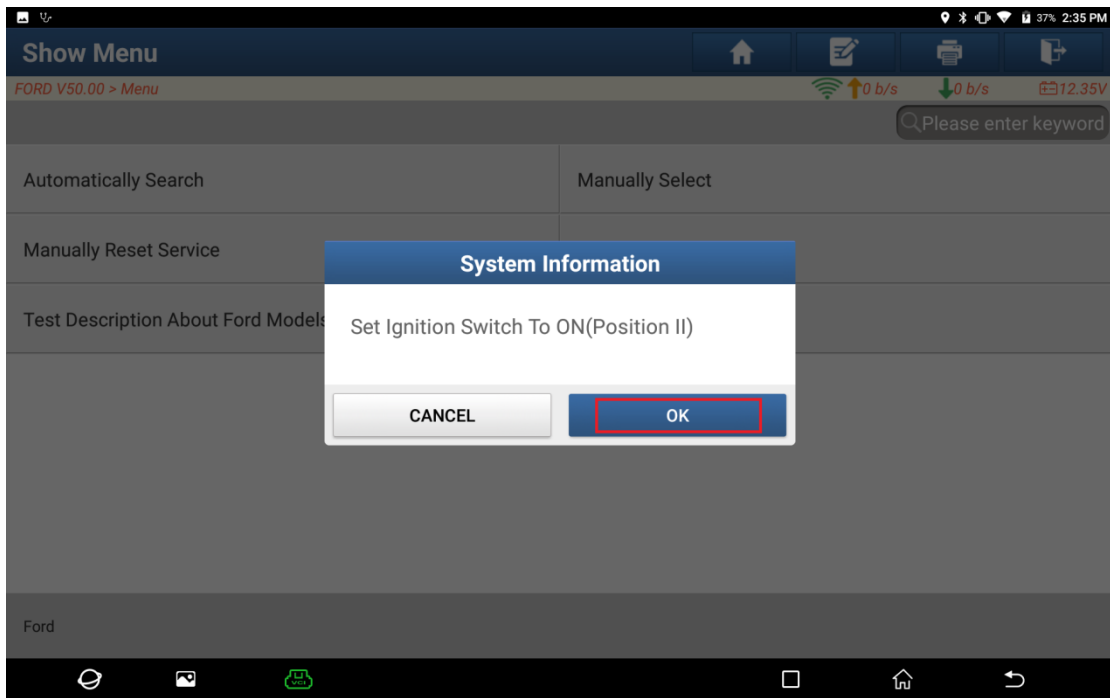 37% 2:35 PM
Show Menu
FORD V50.00 > Menu
0 b/s
0 b/s
12.35V
Please enter keyword
Automatically Search
Manually Select
Manually Reset Service
System Information
Test Description About Ford Models
Set Ignition Switch To ON(Position II)
CANCEL
OK
Ford
VCI